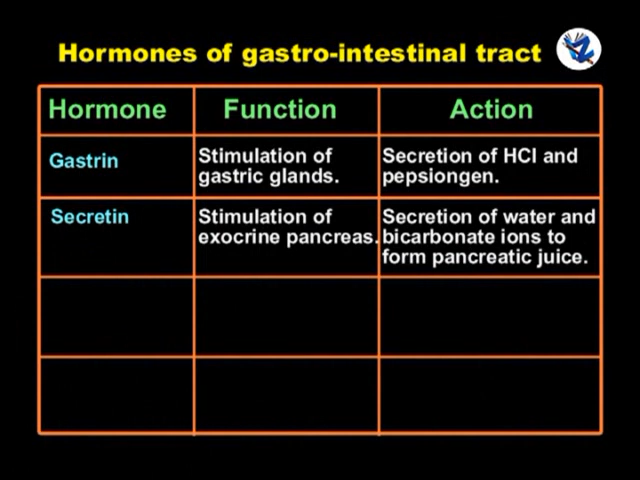 Hormones of gastro-intestinal tract
Hormone Function Action
Gastrin
Stimulation of
gastric glands.
Secretion of HCl and
pepsiongen.
Secretin
Stimulation of
exocrine pancreas.
Secretion of water and
bicarbonate ions to
form pancreatic juice.